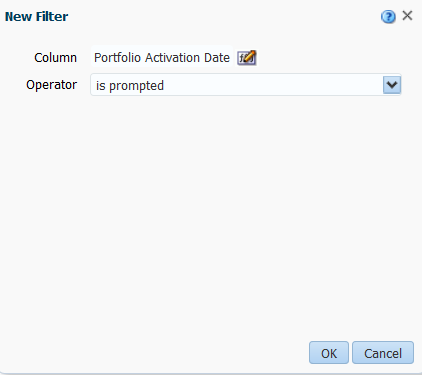 New Filter
Column Portfolio Activation Date
Operator is prompted
OK Cancel